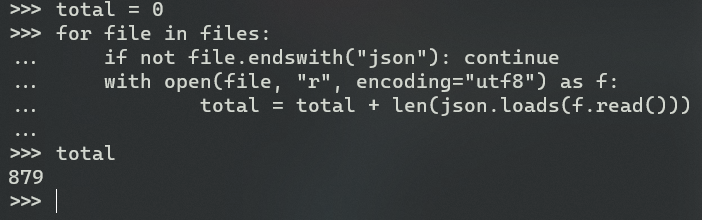 >>> total = 0
>>> for file in files:
...     if not file.endswith("json"): continue
...     with open(file, "r", encoding="utf8") as f:
...             total = total + len(json.loads(f.read()))
...
>>> total
879
>>>